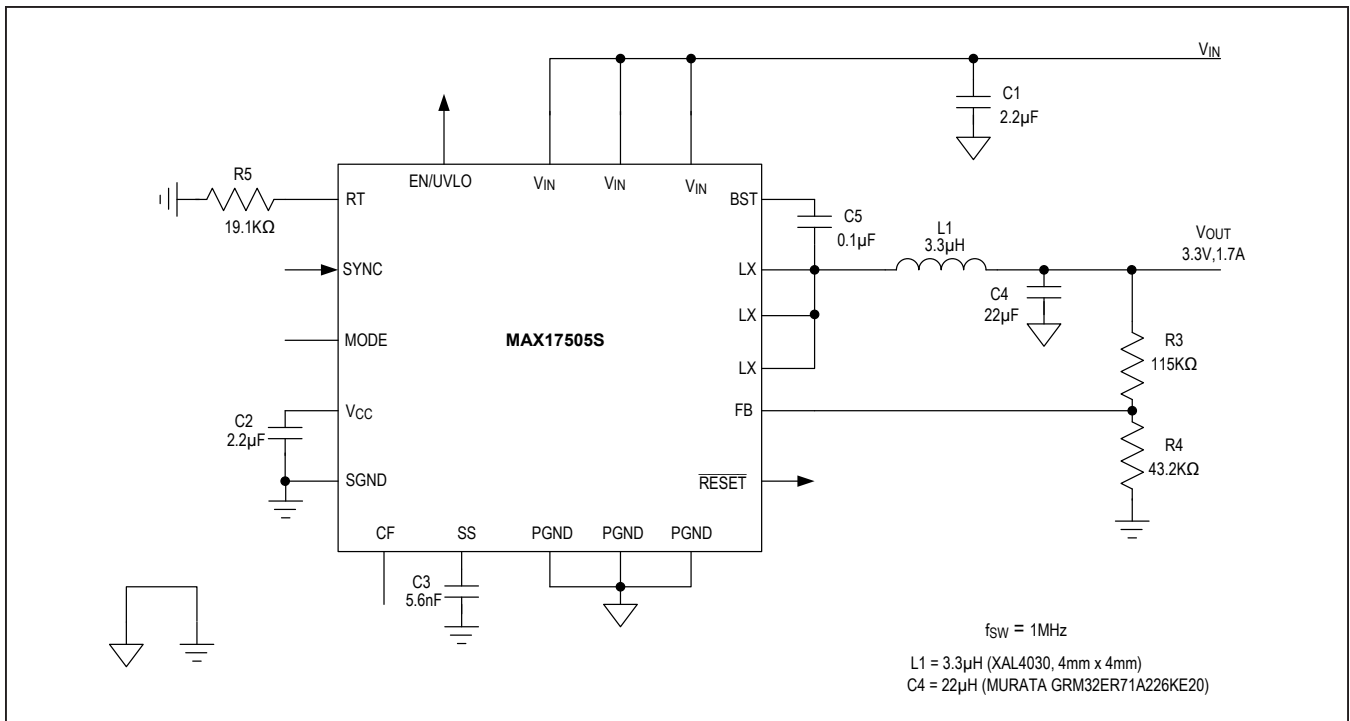 VIN
C1
2.2µF
R5
19.1KΩ
EN/UVLO
VIN
VIN
VIN
RT
BST
C5
0.1µF
L1
3.3µH
VOUT
3.3V,1.7A
SYNC
LX
C4
22µF
LX
MODE
MAX17505S
R3
115KΩ
LX
VCC
FB
C2
2.2µF
R4
43.2KΩ
SGND
RESET
CF
SS
PGND
PGND
PGND
C3
5.6nF
fSW = 1MHz
L1 = 3.3µH (XAL4030, 4mm x 4mm)
C4 = 22µH (MURATA GRM32ER71A226KE20)